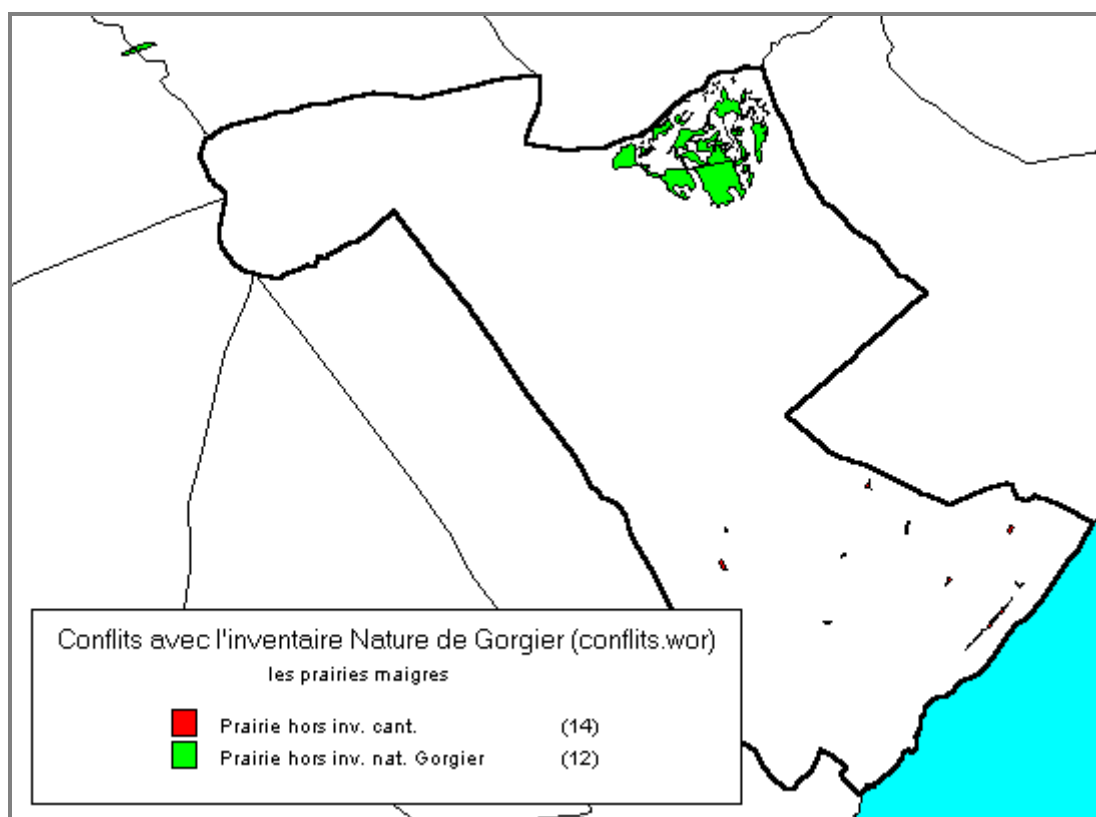 Conflits avec l'inventaire Nature de Gorgier (conflits.wor)
les prairies maigres
Prairie hors inv. cant. (14)
Prairie hors inv. nat. Gorgier (12)